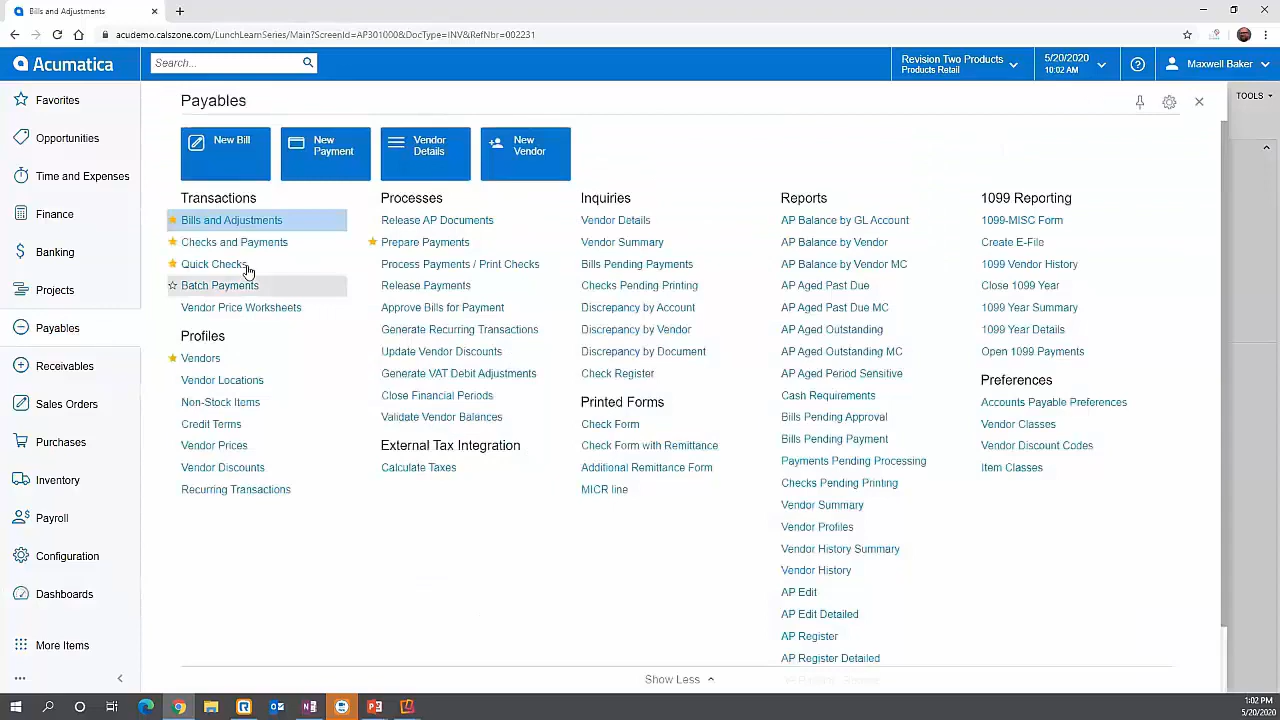 Bills and Adjustments
acudemo.calszone.com/LunchLearnSeries/Main?ScreenId=AP301000&DocType=INV&RefNbr=002231
Acumatica
Search...
Revision Two Products
Products Retail
5/20/2020
10:02 AM
Maxwell Baker
Favorites
Opportunities
Time and Expenses
Finance
Banking
Projects
Payables
Receivables
Sales Orders
Purchases
Inventory
Payroll
Configuration
Dashboards
More Items
Payables
TOOLS
New Bill
New Payment
Vendor Details
New Vendor
Transactions
Bills and Adjustments
Checks and Payments
Quick Checks
Batch Payments
Vendor Price Worksheets
Profiles
Vendors
Vendor Locations
Non-Stock Items
Credit Terms
Vendor Prices
Vendor Discounts
Recurring Transactions
Processes
Release AP Documents
Prepare Payments
Process Payments / Print Checks
Release Payments
Approve Bills for Payment
Generate Recurring Transactions
Update Vendor Discounts
Generate VAT Debit Adjustments
Close Financial Periods
Validate Vendor Balances
External Tax Integration
Calculate Taxes
Inquiries
Vendor Details
Vendor Summary
Bills Pending Payments
Checks Pending Printing
Discrepancy by Account
Discrepancy by Vendor
Discrepancy by Document
Check Register
Printed Forms
Check Form
Check Form with Remittance
Additional Remittance Form
MICR line
Reports
AP Balance by GL Account
AP Balance by Vendor
AP Balance by Vendor MC
AP Aged Past Due
AP Aged Past Due MC
AP Aged Outstanding
AP Aged Outstanding MC
AP Aged Period Sensitive
Cash Requirements
Bills Pending Approval
Bills Pending Payment
Payments Pending Processing
Checks Pending Printing
Vendor Summary
Vendor Profiles
Vendor History Summary
Vendor History
AP Edit
AP Edit Detailed
AP Register
AP Register Detailed
1099 Reporting
1099-MISC Form
Create E-File
1099 Vendor History
Close 1099 Year
1099 Year Summary
1099 Year Details
Open 1099 Payments
Preferences
Accounts Payable Preferences
Vendor Classes
Vendor Discount Codes
Item Classes
Show Less
1:02 PM
5/20/2020